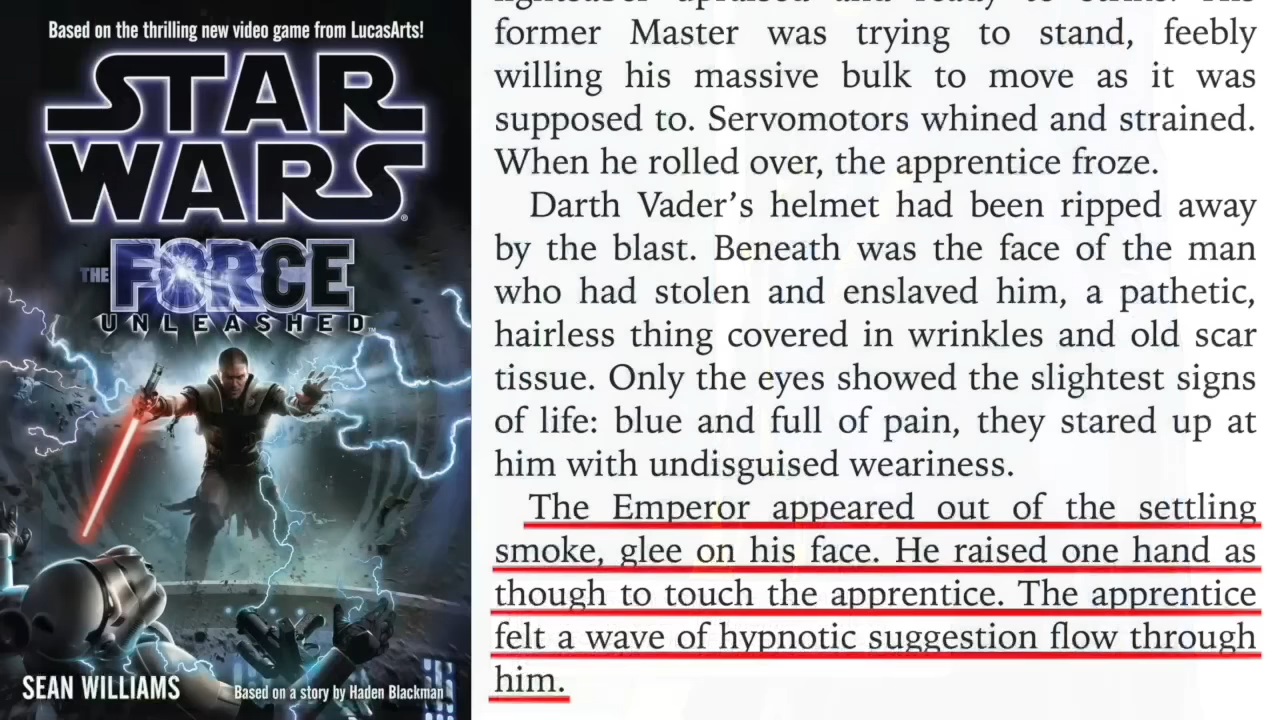 Based on the thrilling new video game from LucasArts!
STAR
WARS
THE FORCE
UNLEASHED™
SEAN WILLIAMS
Based on a story by Haden Blackman
former Master was trying to stand, feebly
willing his massive bulk to move as it was
supposed to. Servomotors whined and strained.
When he rolled over, the apprentice froze.
Darth Vader’s helmet had been ripped away
by the blast. Beneath was the face of the man
who had stolen and enslaved him, a pathetic,
hairless thing covered in wrinkles and old scar
tissue. Only the eyes showed the slightest signs
of life: blue and full of pain, they stared up at
him with undisguised weariness.
The Emperor appeared out of the settling
smoke, glee on his face. He raised one hand as
though to touch the apprentice. The apprentice
felt a wave of hypnotic suggestion flow through
him.